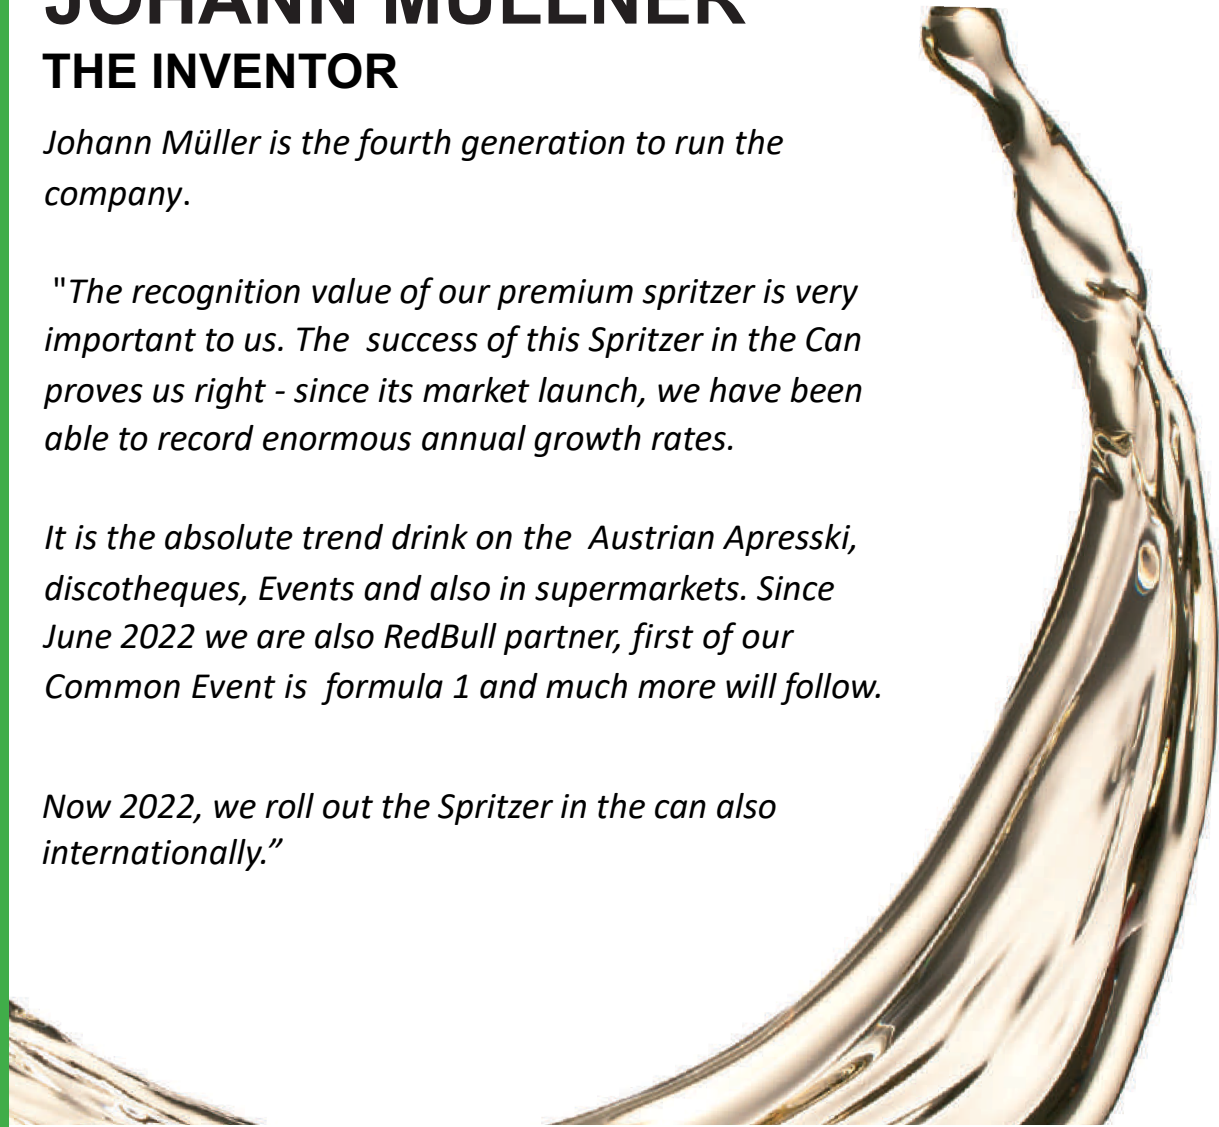 JOHANN MÜLLNER
THE INVENTOR
Johann Müller is the fourth generation to run the
company.
"The recognition value of our premium spritzer is very
important to us. The success of this Spritzer in the Can
proves us right - since its market launch, we have been
able to record enormous annual growth rates.
It is the absolute trend drink on the Austrian Apresski,
discotheques, Events and also in supermarkets. Since
June 2022 we are also RedBull partner, first of our
Common Event is formula 1 and much more will follow.
Now 2022, we roll out the Spritzer in the can also
internationally.”